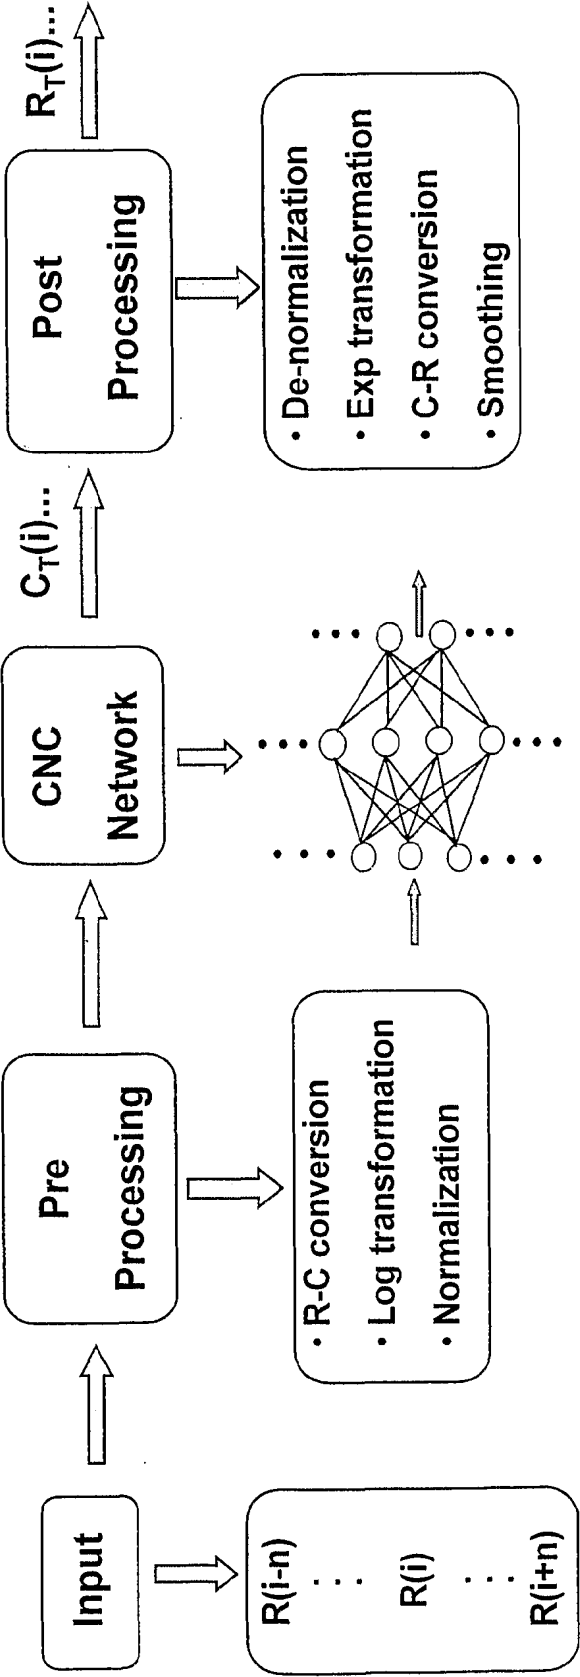 Input
R(i-n)
. . .
R(i)
. . .
R(i+n)
Pre
Processing
• R-C conversion
• Log transformation
• Normalization
CNC
Network
C_T(i)...
Post
Processing
• De-normalization
• Exp transformation
• C-R conversion
• Smoothing
R_T(i)...